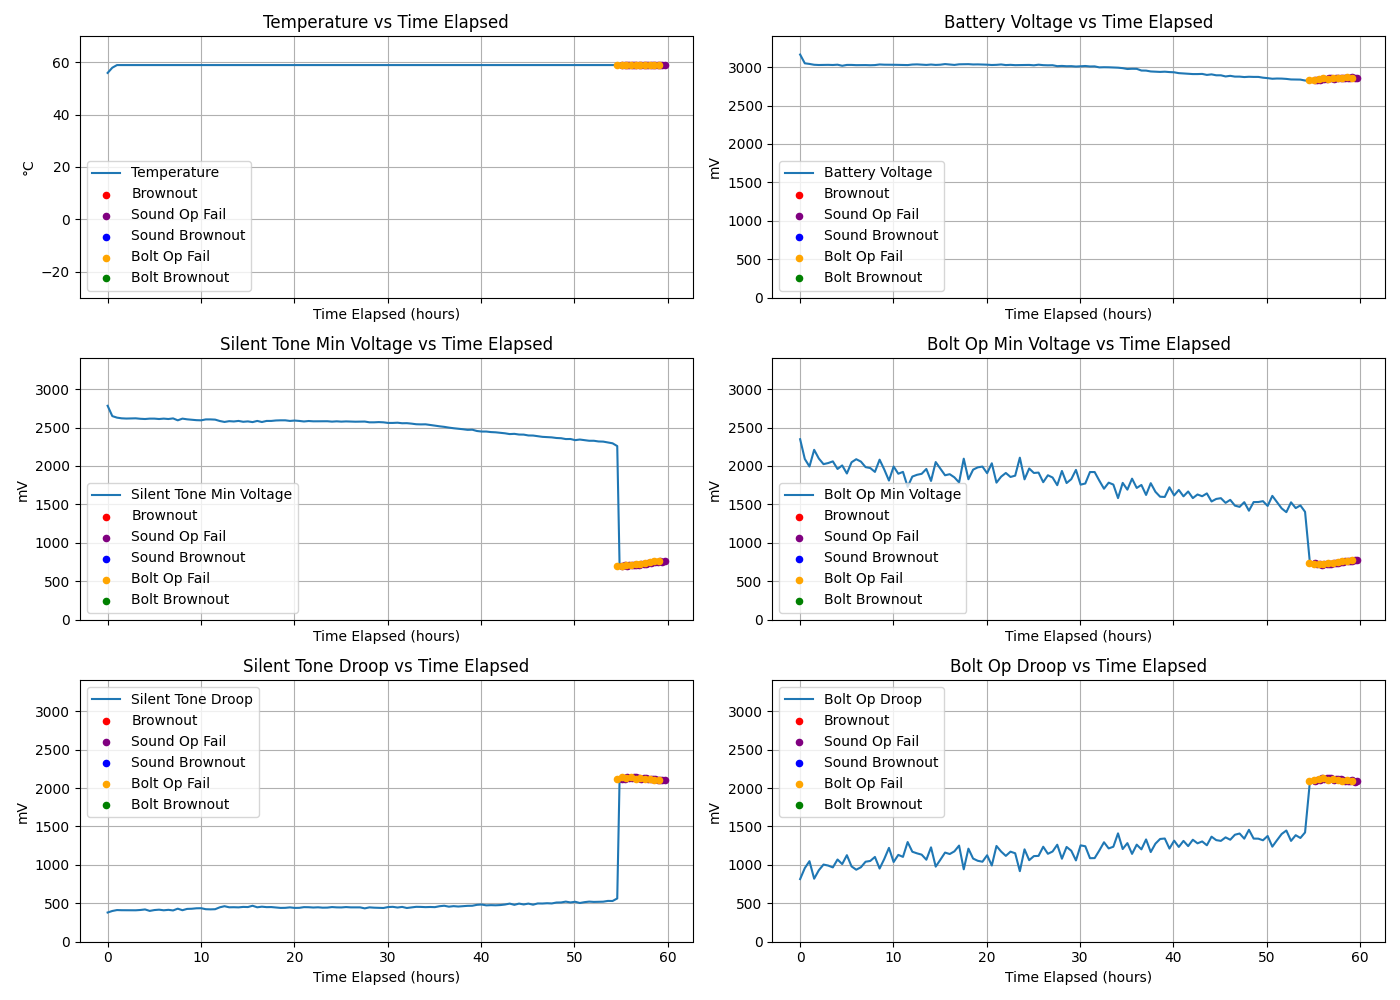 Temperature vs Time Elapsed
°C
60
40
20
0
−20
Temperature
Brownout
Sound Op Fail
Sound Brownout
Bolt Op Fail
Bolt Brownout
Time Elapsed (hours)
Battery Voltage vs Time Elapsed
mV
3000
2500
2000
1500
1000
500
0
Battery Voltage
Brownout
Sound Op Fail
Sound Brownout
Bolt Op Fail
Bolt Brownout
Time Elapsed (hours)
Silent Tone Min Voltage vs Time Elapsed
mV
3000
2500
2000
1500
1000
500
0
Silent Tone Min Voltage
Brownout
Sound Op Fail
Sound Brownout
Bolt Op Fail
Bolt Brownout
Time Elapsed (hours)
Bolt Op Min Voltage vs Time Elapsed
mV
3000
2500
2000
1500
1000
500
0
Bolt Op Min Voltage
Brownout
Sound Op Fail
Sound Brownout
Bolt Op Fail
Bolt Brownout
Time Elapsed (hours)
Silent Tone Droop vs Time Elapsed
mV
3000
2500
2000
1500
1000
500
0
Silent Tone Droop
Brownout
Sound Op Fail
Sound Brownout
Bolt Op Fail
Bolt Brownout
0 10 20 30 40 50 60
Time Elapsed (hours)
Bolt Op Droop vs Time Elapsed
mV
3000
2500
2000
1500
1000
500
0
Bolt Op Droop
Brownout
Sound Op Fail
Sound Brownout
Bolt Op Fail
Bolt Brownout
0 10 20 30 40 50 60
Time Elapsed (hours)